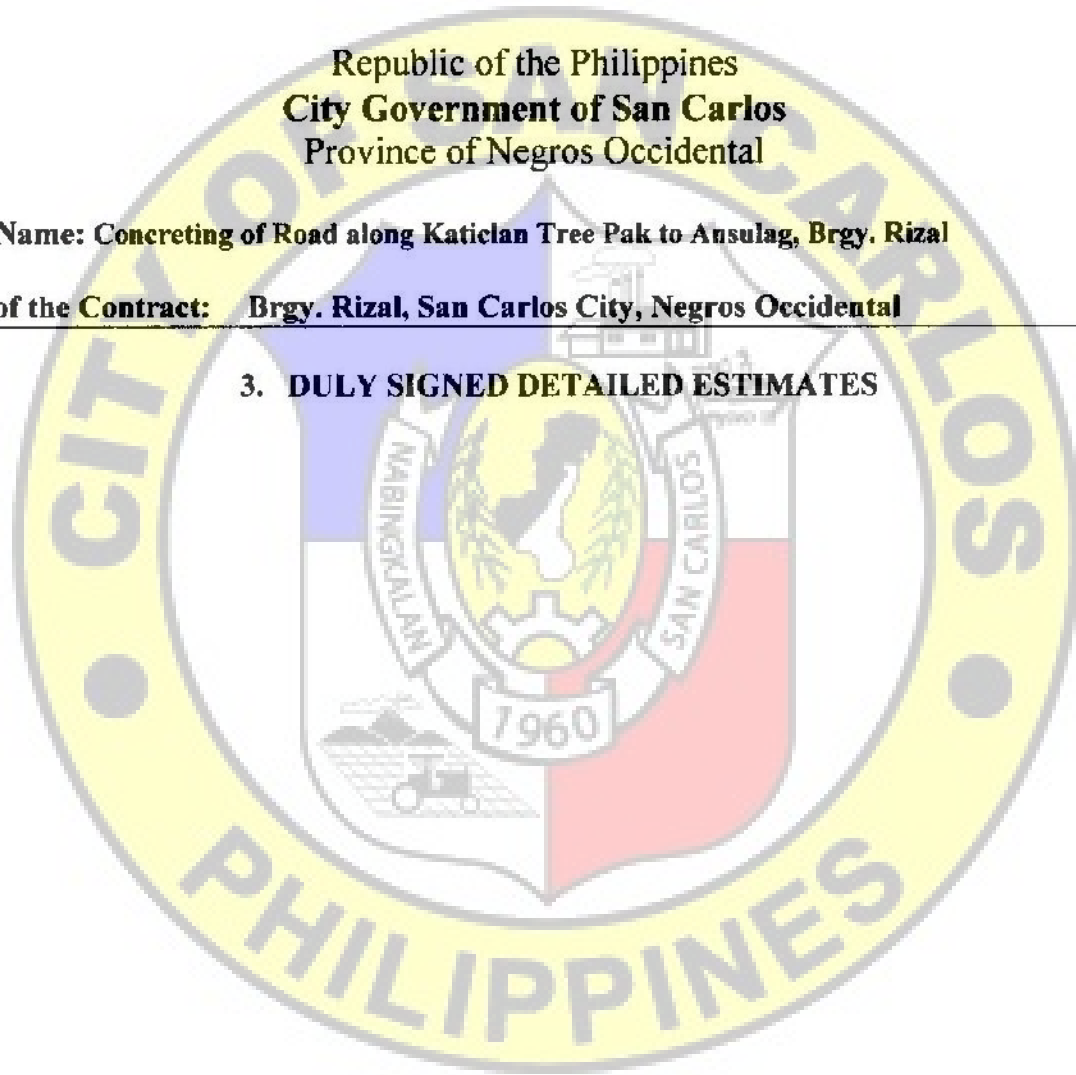 Republic of the Philippines
City Government of San Carlos
Province of Negros Occidental
Name: Concreting of Road along Katiclan Tree Pak to Ansulag, Brgy. Rizal
of the Contract: Brgy. Rizal, San Carlos City, Negros Occidental
3. DULY SIGNED DETAILED ESTIMATES
CITY OF SAN CARLOS
NABINGKALAN
SAN CARLOS
1960
PHILIPPINES